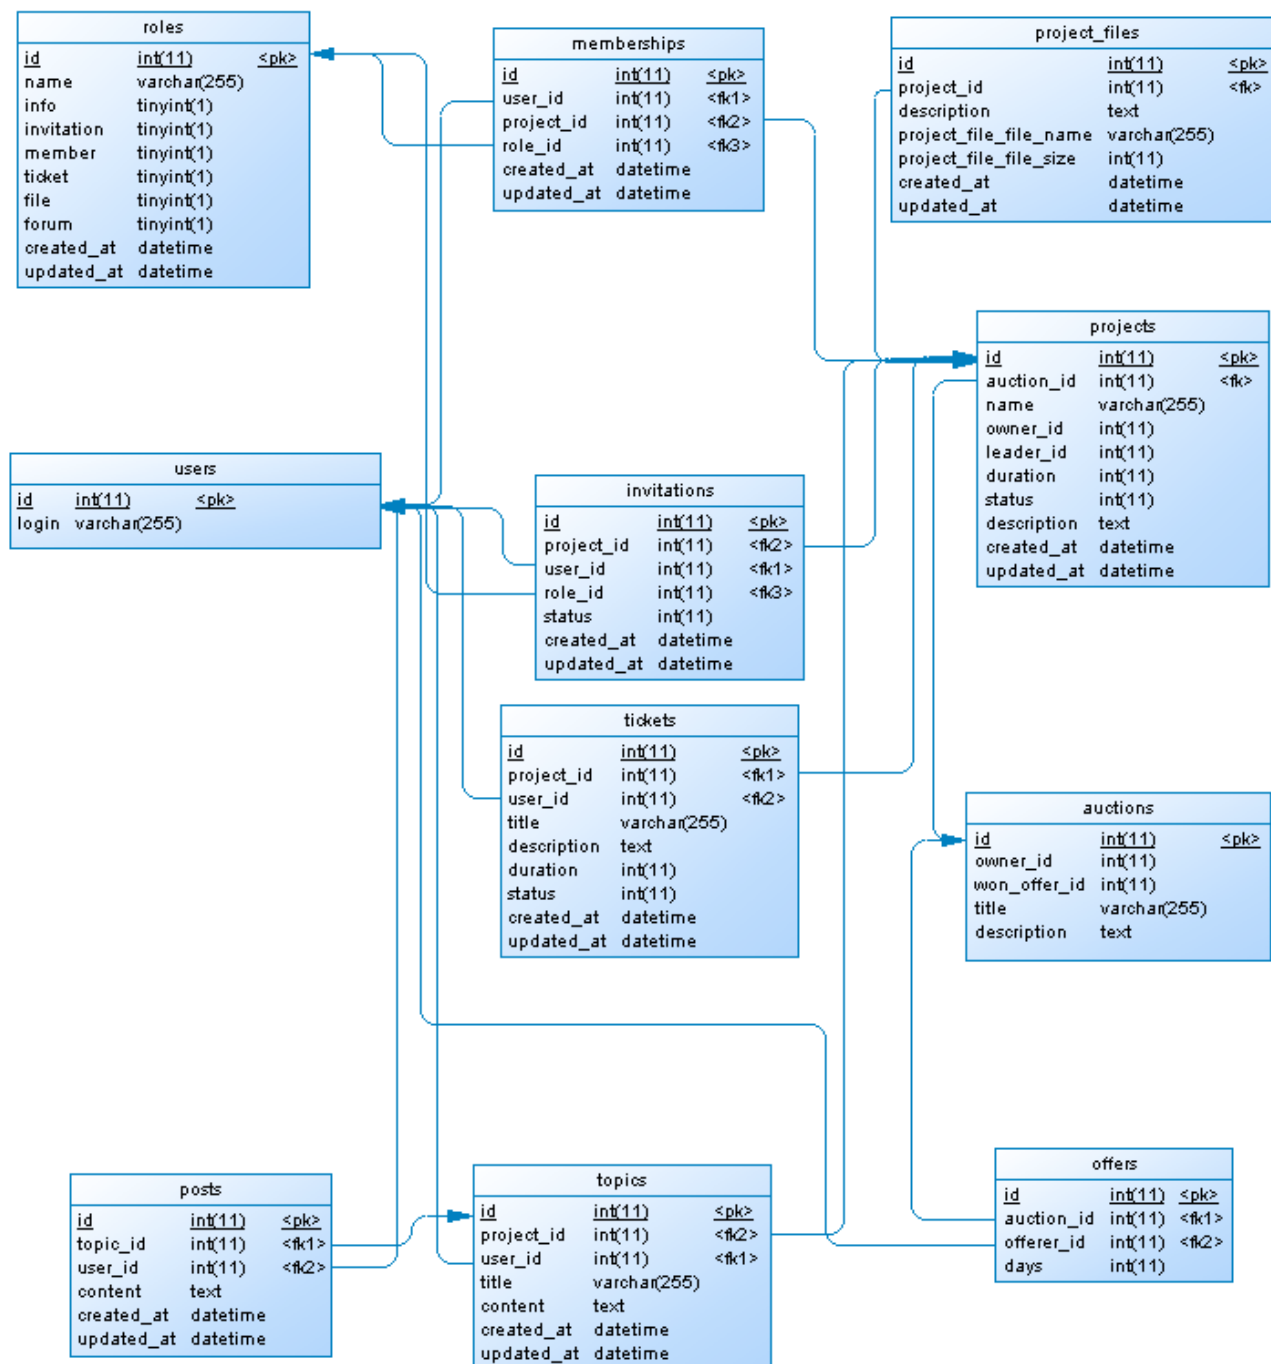 roles
id int(11) <pk>
name varchar(255)
info tinyint(1)
invitation tinyint(1)
member tinyint(1)
ticket tinyint(1)
file tinyint(1)
forum tinyint(1)
created_at datetime
updated_at datetime
memberships
id int(11) <pk>
user_id int(11) <fk1>
project_id int(11) <fk2>
role_id int(11) <fk3>
created_at datetime
updated_at datetime
project_files
id int(11) <pk>
project_id int(11) <fk>
description text
project_file_file_name varchar(255)
project_file_file_size int(11)
created_at datetime
updated_at datetime
projects
id int(11) <pk>
auction_id int(11) <fk>
name varchar(255)
owner_id int(11)
leader_id int(11)
duration int(11)
status int(11)
description text
created_at datetime
updated_at datetime
users
id int(11) <pk>
login varchar(255)
invitations
id int(11) <pk>
project_id int(11) <fk2>
user_id int(11) <fk1>
role_id int(11) <fk3>
status int(11)
created_at datetime
updated_at datetime
tickets
id int(11) <pk>
project_id int(11) <fk1>
user_id int(11) <fk2>
title varchar(255)
description text
duration int(11)
status int(11)
created_at datetime
updated_at datetime
auctions
id int(11) <pk>
owner_id int(11)
won_offer_id int(11)
title varchar(255)
description text
posts
id int(11) <pk>
topic_id int(11) <fk1>
user_id int(11) <fk2>
content text
created_at datetime
updated_at datetime
topics
id int(11) <pk>
project_id int(11) <fk2>
user_id int(11) <fk1>
title varchar(255)
content text
created_at datetime
updated_at datetime
offers
id int(11) <pk>
auction_id int(11) <fk1>
offerer_id int(11) <fk2>
days int(11)